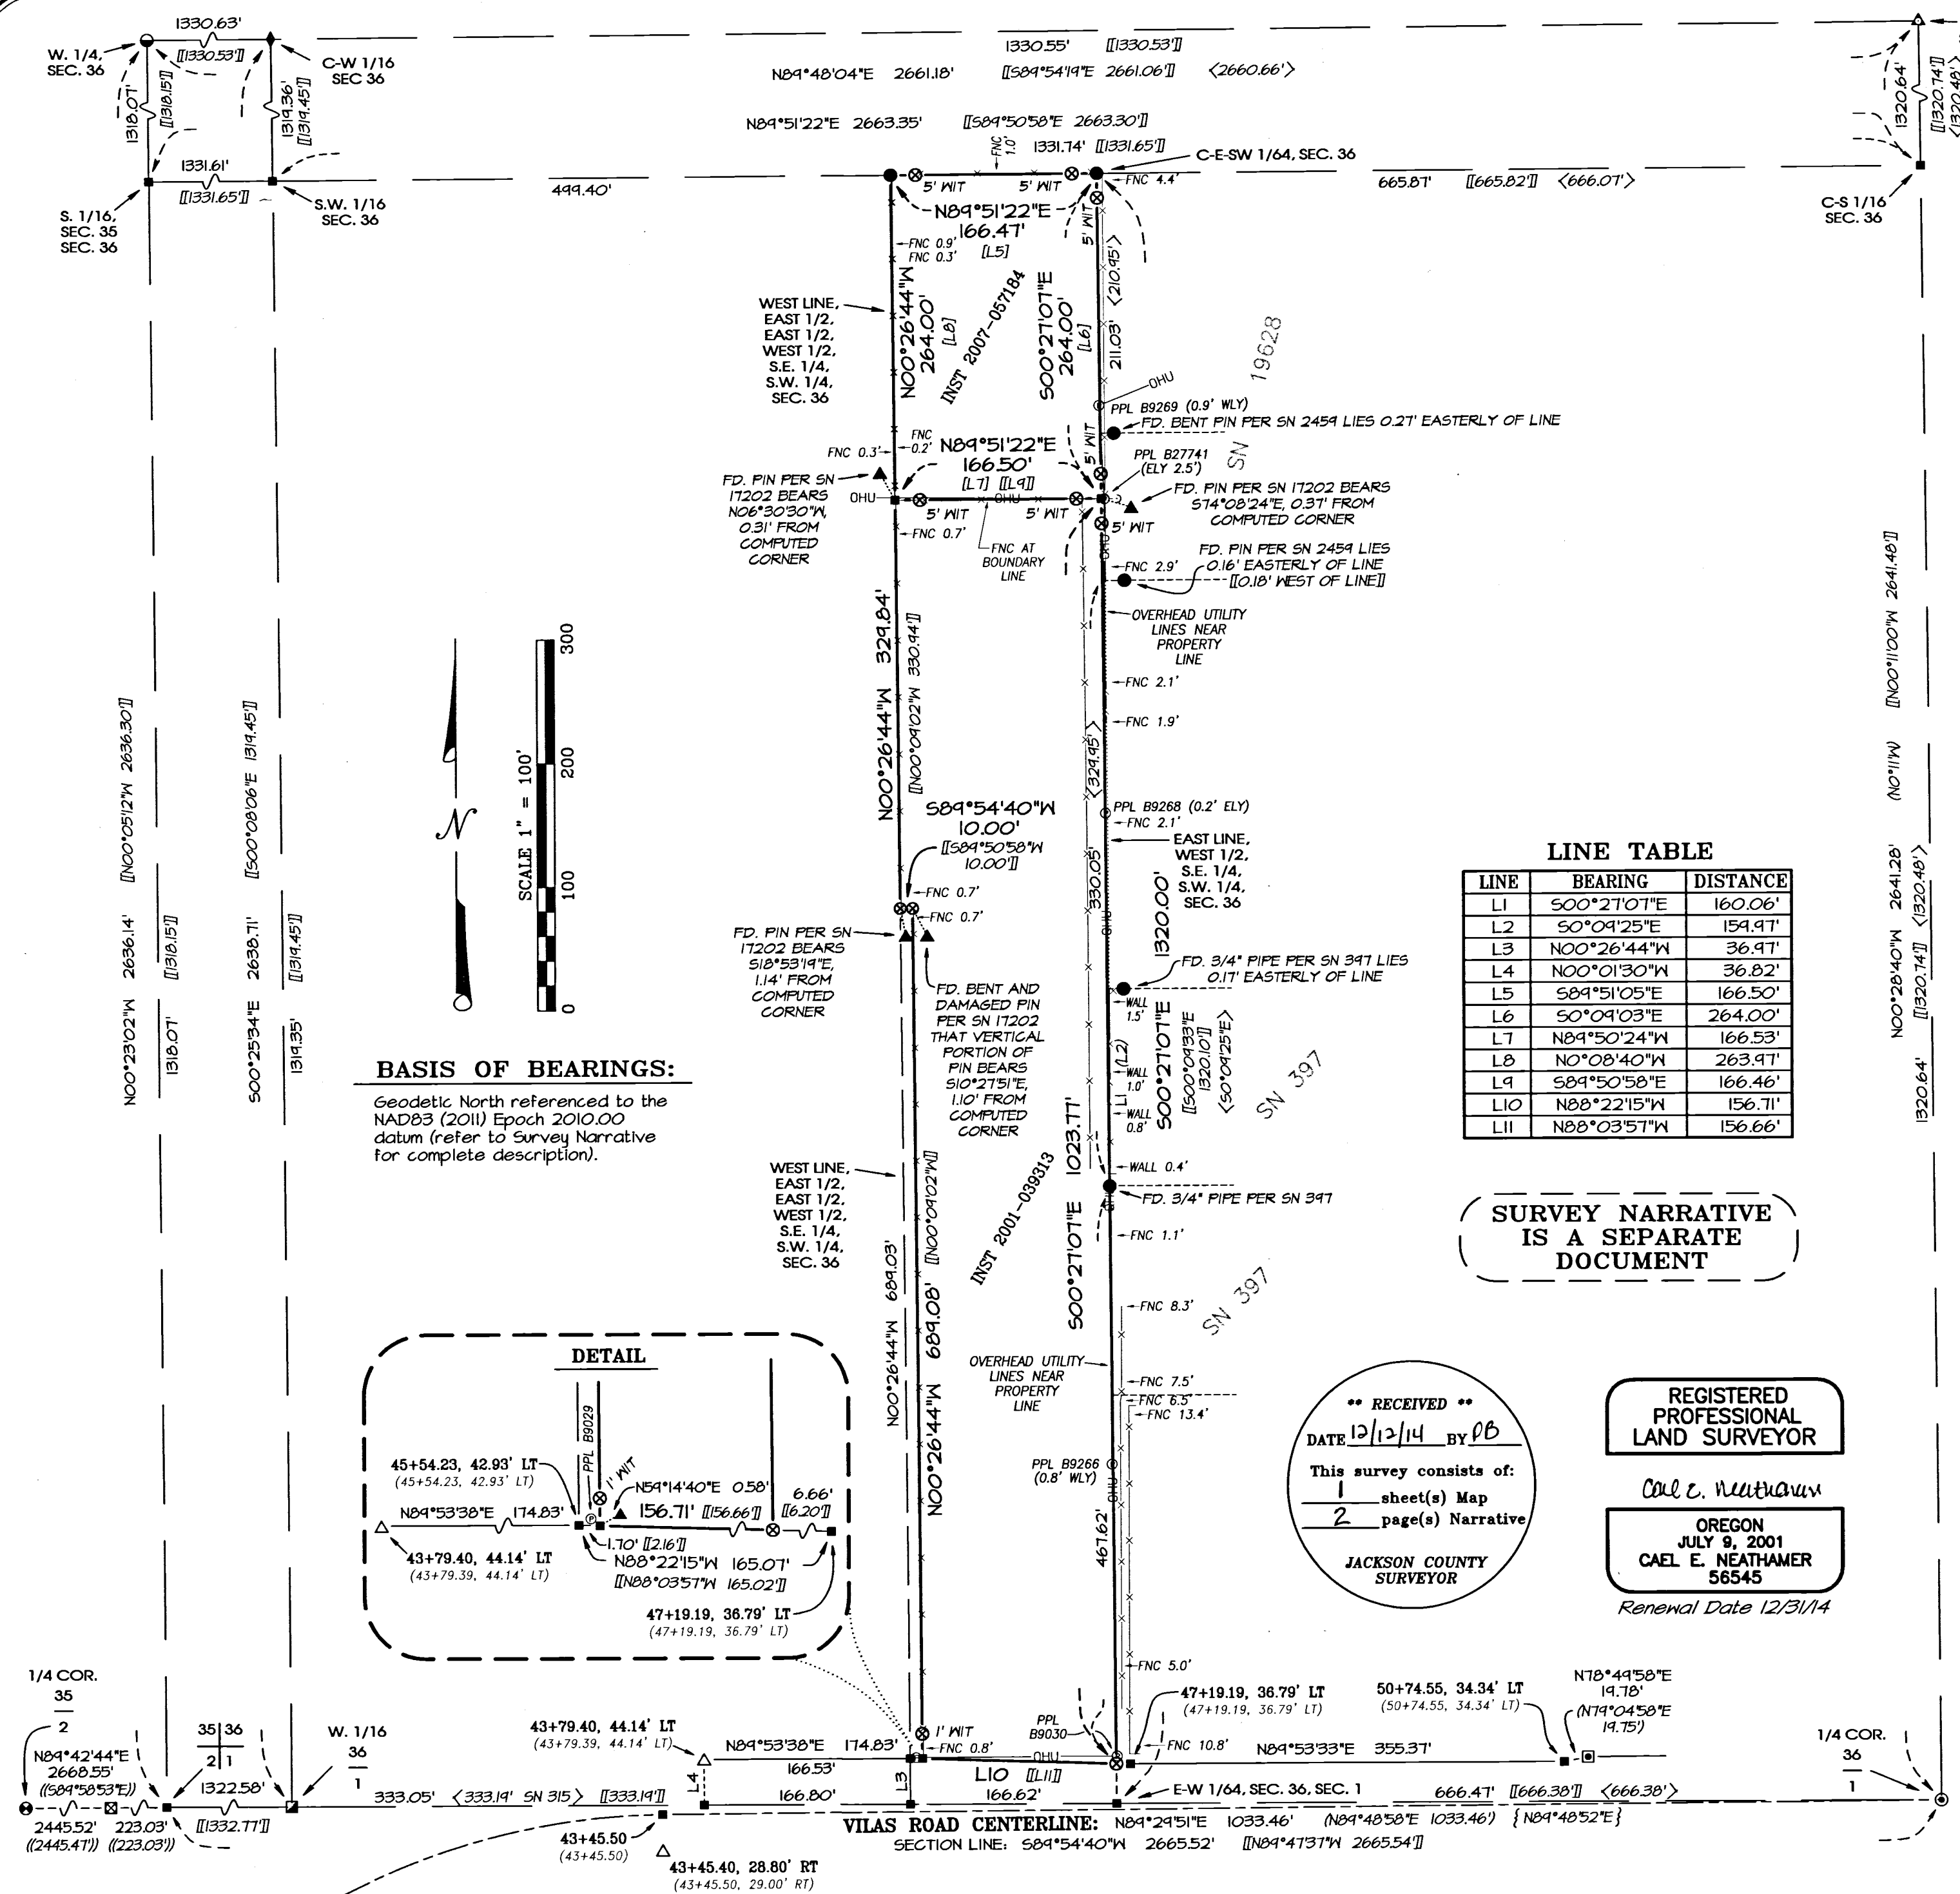 1330.63'
[[1330.53']]
W. 1/4,
SEC. 36
C-W 1/16
SEC 36
1318.07'
[[1318.15']]
1319.36'
[[1319.45']]
1331.61'
[[1331.65']]
S. 1/16,
SEC. 35
SEC. 36
S.W. 1/16
SEC. 36
1330.55' [[1330.53']]
N89°48'04"E 2661.18' [[S89°54'19"E 2661.06']] <2660.66'>
N89°51'22"E 2663.35' [[S89°50'58"E 2663.30']]
FNC
1.0'
1331.74' [[1331.65']]
C-E-SW 1/64, SEC. 36
499.40'
5' WIT
5' WIT
FNC 4.4'
665.87' [[665.82']] <666.07'>
1320.64'
[[1320.74']]
<1320.48'>
C-S 1/16
SEC. 36
N89°51'22"E
166.47'
[L5]
5' WIT
FNC 0.9'
FNC 0.3'
<210.95'>
211.03'
WEST LINE,
EAST 1/2,
EAST 1/2,
WEST 1/2,
S.E. 1/4,
S.W. 1/4,
SEC. 36
N00°26'44"W
264.00'
[L8]
INST 2007-057184
S00°27'07"E
264.00'
[L6]
SN 19628
OHU
PPL B9269 (0.9' WLY)
FD. BENT PIN PER SN 2459 LIES 0.27' EASTERLY OF LINE
FNC
0.2'
FNC 0.3'
N89°51'22"E
166.50'
[L7] [[L9]]
5' WIT
PPL B27741
(ELY 2.5')
FD. PIN PER SN
17202 BEARS
N06°30'30"W,
0.31' FROM
COMPUTED
CORNER
OHU
OHU
5' WIT
5' WIT
5' WIT
FD. PIN PER SN 17202 BEARS
S74°08'24"E, 0.37' FROM
COMPUTED CORNER
FNC 0.7'
FNC AT
BOUNDARY
LINE
OHU
FNC 2.9'
FD. PIN PER SN 2459 LIES
0.16' EASTERLY OF LINE
[[0.18' WEST OF LINE]]
OVERHEAD UTILITY
LINES NEAR
PROPERTY
LINE
N00°26'44"W 329.84'
[[N00°09'02"W 330.94']]
FNC 2.1'
FNC 1.9'
<329.95'>
330.05'
PPL B9268 (0.2' ELY)
FNC 2.1'
EAST LINE,
WEST 1/2,
S.E. 1/4,
S.W. 1/4,
SEC. 36
[[N00°11'00"W 2641.48']]
(N0°11'W)
N00°28'40"W 2641.28'
[[1320.74']] <1320.48'>
1320.64'
N00°23'02"W 2636.14' [[N00°05'12"W 2636.30']]
1318.07' [[1318.15']]
S00°25'34"E 2638.71' [[S00°08'06"E 1319.45']]
1319.35' [[1319.45']]
N
SCALE 1" = 100'
0 100 200 300
S89°54'40"W
10.00'
[[S89°50'58"W
10.00']]
FNC 0.7'
FNC 0.7'
FD. PIN PER SN
17202 BEARS
S18°53'19"E,
1.14' FROM
COMPUTED
CORNER
FD. BENT AND
DAMAGED PIN
PER SN 17202
THAT VERTICAL
PORTION OF
PIN BEARS
S10°27'51"E,
1.10' FROM
COMPUTED
CORNER
OHU
FD. 3/4" PIPE PER SN 397 LIES
0.17' EASTERLY OF LINE
WALL
1.5'
WALL
1.0'
WALL
0.8'
WALL 0.4'
L1 (L2)
S00°27'07"E 1320.00'
[[S00°09'33"E
1320.10']]
<S0°09'25"E>
SN 397
FD. 3/4" PIPE PER SN 397
OHU
FNC 1.1'
S00°27'07"E 1023.77'
INST 2001-039313
SN 397
LINE TABLE
LINE BEARING DISTANCE
L1 S00°27'07"E 160.06'
L2 S0°09'25"E 159.97'
L3 N00°26'44"W 36.97'
L4 N00°01'30"W 36.82'
L5 S89°51'05"E 166.50'
L6 S0°09'03"E 264.00'
L7 N89°50'24"W 166.53'
L8 N0°08'40"W 263.97'
L9 S89°50'58"E 166.46'
L10 N88°22'15"W 156.71'
L11 N88°03'57"W 156.66'
BASIS OF BEARINGS:
Geodetic North referenced to the
NAD83 (2011) Epoch 2010.00
datum (refer to Survey Narrative
for complete description).
SURVEY NARRATIVE
IS A SEPARATE
DOCUMENT
WEST LINE,
EAST 1/2,
EAST 1/2,
WEST 1/2,
S.E. 1/4,
S.W. 1/4,
SEC. 36
N00°26'44"W 689.03'
N00°26'44"W 689.08' [[N00°09'02"W]]
FNC 8.3'
OVERHEAD UTILITY
LINES NEAR
PROPERTY
LINE
FNC 7.5'
FNC 6.5'
FNC 13.4'
PPL B9266
(0.8' WLY)
OHU
467.62'
FNC 5.0'
DETAIL
PPL B9029
1' WIT
45+54.23, 42.93' LT
(45+54.23, 42.93' LT)
N59°14'40"E 0.58'
6.66'
N89°53'38"E 174.83'
156.71' [[156.66']] [[6.20']]
1.70' [[2.16']]
43+79.40, 44.14' LT
(43+79.39, 44.14' LT)
N88°22'15"W 165.07'
[[N88°03'57"W 165.02']]
47+19.19, 36.79' LT
(47+19.19, 36.79' LT)
** RECEIVED **
DATE 12/12/14 BY PB
This survey consists of:
1 sheet(s) Map
2 page(s) Narrative
JACKSON COUNTY
SURVEYOR
REGISTERED
PROFESSIONAL
LAND SURVEYOR
Cael E. Neathamer
OREGON
JULY 9, 2001
CAEL E. NEATHAMER
56545
Renewal Date 12/31/14
1/4 COR.
35
2
N89°42'44"E
2668.55'
((S89°58'53"E))
2445.52' 223.03'
((2445.47')) ((223.03'))
35 36
2 1
1322.58'
[[1332.77']]
W. 1/16
36
1
333.05' <333.19' SN 315> [[333.19']]
43+79.40, 44.14' LT
(43+79.39, 44.14' LT)
N89°53'38"E 174.83'
166.53'
L4
L3
166.80'
1' WIT
FNC 0.8'
PPL
B9030
OHU
L10 [[L11]]
166.62'
47+19.19, 36.79' LT
(47+19.19, 36.79' LT)
FNC 10.8'
N89°53'33"E 355.37'
50+74.55, 34.34' LT
(50+74.55, 34.34' LT)
N78°49'58"E
19.78'
(N79°04'58"E
19.75')
1/4 COR.
36
1
E-W 1/64, SEC. 36, SEC. 1
666.47' [[666.38']] <666.38'>
43+45.50
(43+45.50)
43+45.40, 28.80' RT
(43+45.50, 29.00' RT)
VILAS ROAD CENTERLINE: N89°29'51"E 1033.46' (N89°48'58"E 1033.46') {N89°48'52"E}
SECTION LINE: S89°54'40"W 2665.52' [[N89°47'37"W 2665.54']]